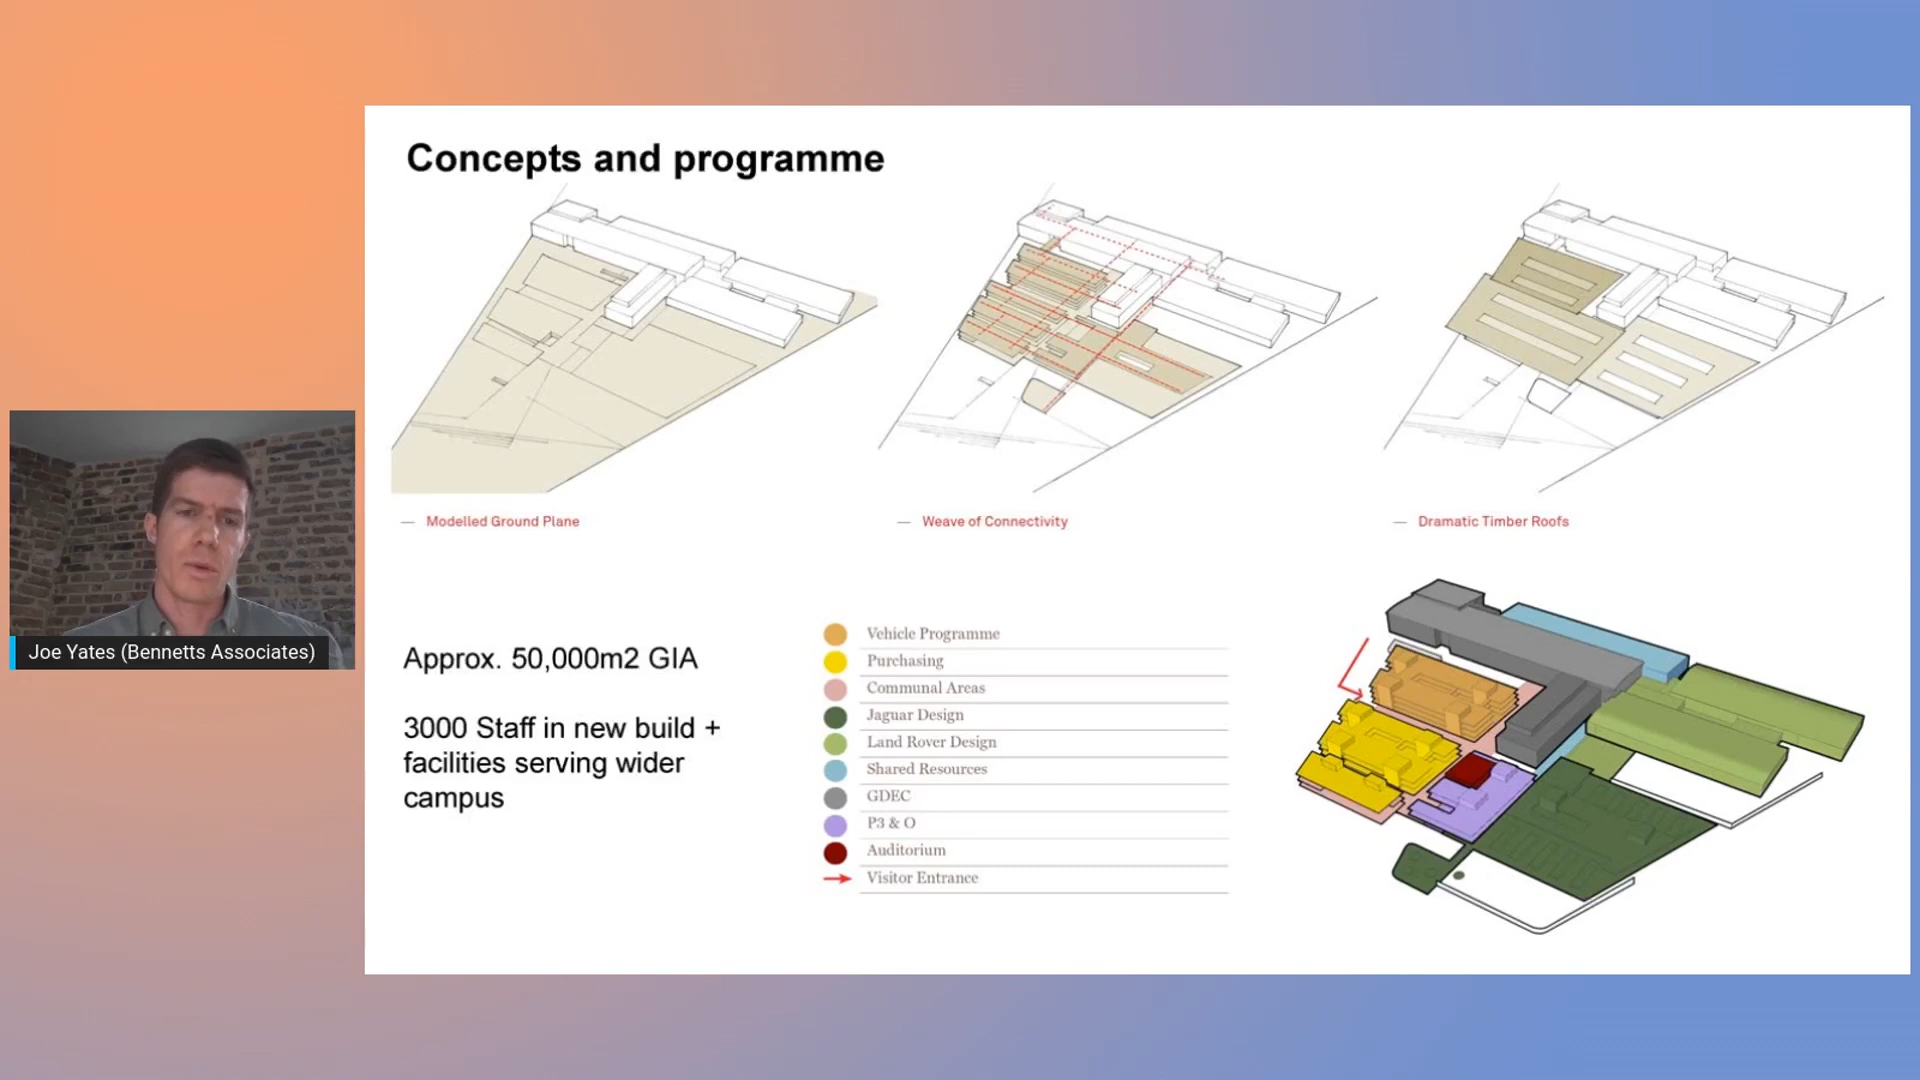 Concepts and programme
Modelled Ground Plane
Weave of Connectivity
Dramatic Timber Roofs
Approx. 50,000m2 GIA
3000 Staff in new build +
facilities serving wider
campus
Vehicle Programme
Purchasing
Communal Areas
Jaguar Design
Land Rover Design
Shared Resources
GDEC
P3 & O
Auditorium
Visitor Entrance
Joe Yates (Bennetts Associates)